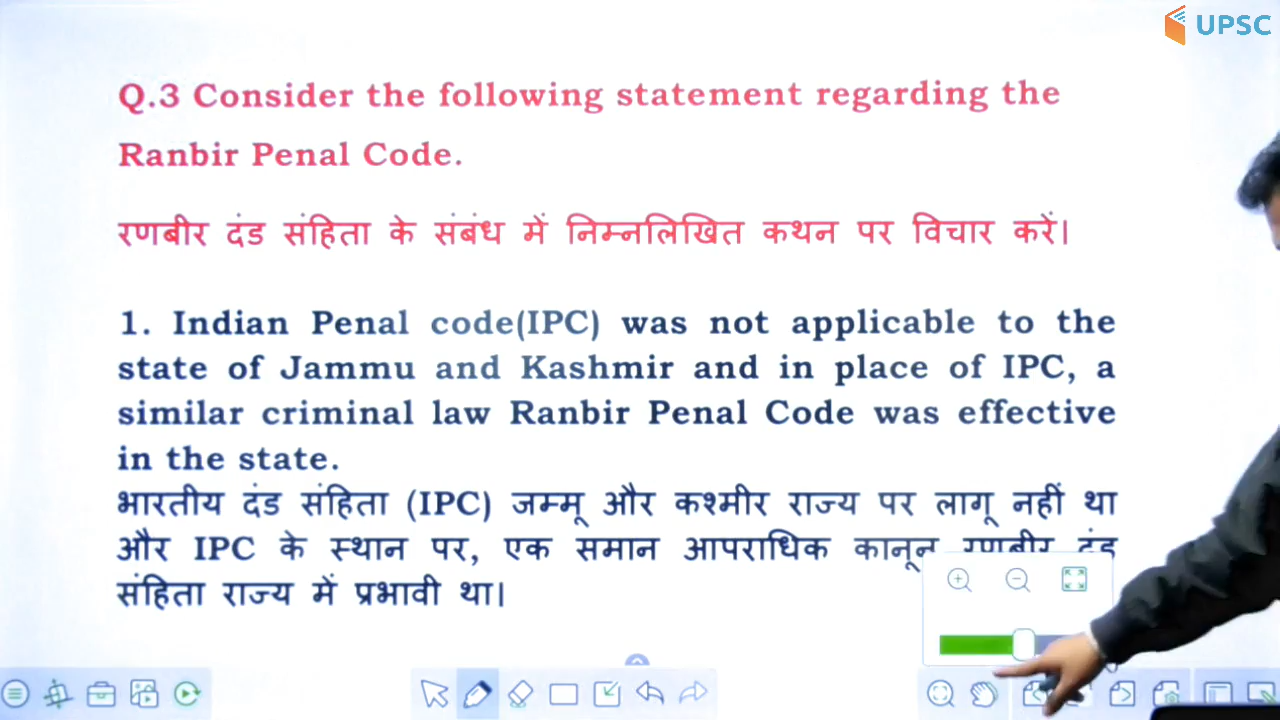 UPSC
Q.3 Consider the following statement regarding the
Ranbir Penal Code.
रणबीर दंड संहिता के संबंध में निम्नलिखित कथन पर विचार करें।
1. Indian Penal code(IPC) was not applicable to the
state of Jammu and Kashmir and in place of IPC, a
similar criminal law Ranbir Penal Code was effective
in the state.
भारतीय दंड संहिता (IPC) जम्मू और कश्मीर राज्य पर लागू नहीं था
और IPC के स्थान पर, एक समान आपराधिक कानून रणबीर दंड
संहिता राज्य में प्रभावी था।